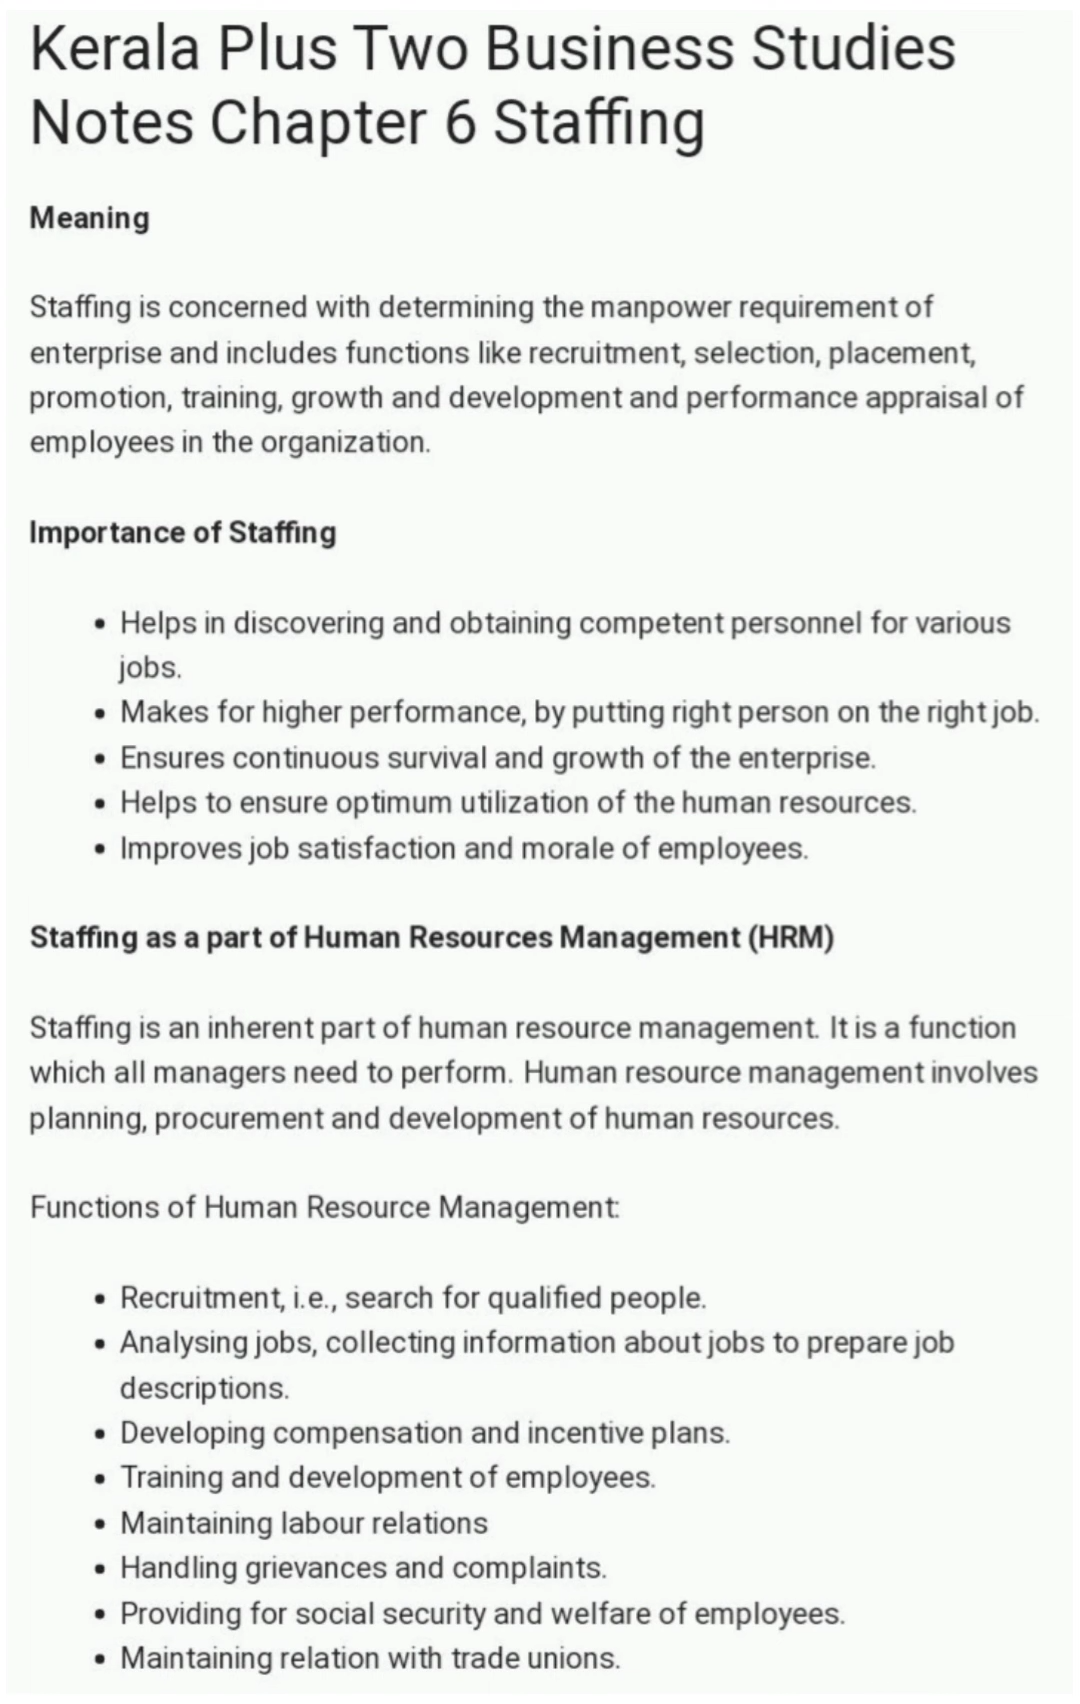 Kerala Plus Two Business Studies
Notes Chapter 6 Staffing
Meaning
Staffing is concerned with determining the manpower requirement of
enterprise and includes functions like recruitment, selection, placement,
promotion, training, growth and development and performance appraisal of
employees in the organization.
Importance of Staffing
• Helps in discovering and obtaining competent personnel for various
jobs.
• Makes for higher performance, by putting right person on the right job.
• Ensures continuous survival and growth of the enterprise.
• Helps to ensure optimum utilization of the human resources.
• Improves job satisfaction and morale of employees.
Staffing as a part of Human Resources Management (HRM)
Staffing is an inherent part of human resource management. It is a function
which all managers need to perform. Human resource management involves
planning, procurement and development of human resources.
Functions of Human Resource Management:
• Recruitment, i.e., search for qualified people.
• Analysing jobs, collecting information about jobs to prepare job
descriptions.
• Developing compensation and incentive plans.
• Training and development of employees.
• Maintaining labour relations
• Handling grievances and complaints.
• Providing for social security and welfare of employees.
• Maintaining relation with trade unions.